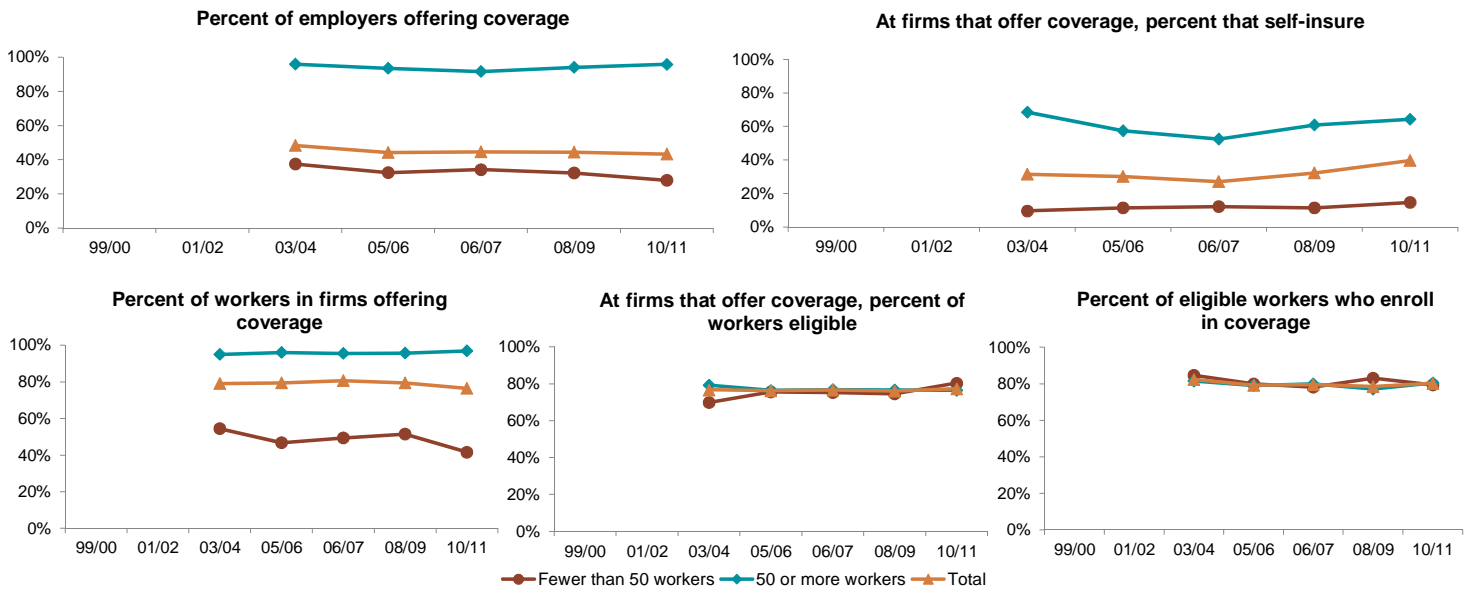 Percent of employers offering coverage
100%
80%
60%
40%
20%
0%
99/00 01/02 03/04 05/06 06/07 08/09 10/11
At firms that offer coverage, percent that self-insure
100%
80%
60%
40%
20%
0%
99/00 01/02 03/04 05/06 06/07 08/09 10/11
Percent of workers in firms offering
coverage
100%
80%
60%
40%
20%
0%
99/00 01/02 03/04 05/06 06/07 08/09 10/11
At firms that offer coverage, percent of
workers eligible
100%
80%
60%
40%
20%
0%
99/00 01/02 03/04 05/06 06/07 08/09 10/11
Percent of eligible workers who enroll
in coverage
100%
80%
60%
40%
20%
0%
99/00 01/02 03/04 05/06 06/07 08/09 10/11
Fewer than 50 workers 50 or more workers Total